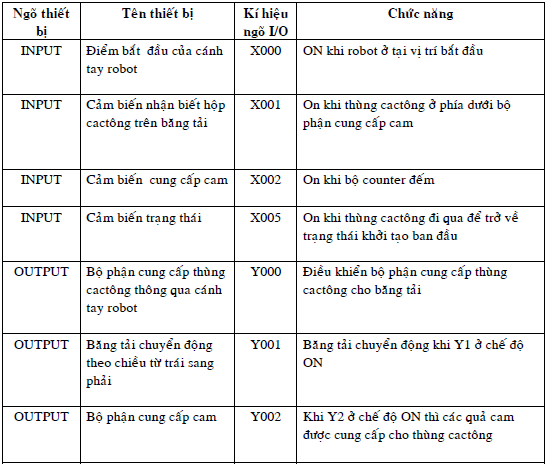 Ngõ thiết Tên thiết bị Kí hiệu Chức năng
bị ngõ I/O
INPUT Điểm bắt đầu của cánh X000 ON khi robot ở tại vị trí bắt đầu
tay robot
INPUT Cảm biến nhận biết hộp X001 On khi thùng cactông ở phía dưới bộ
cactông trên băng tải phận cung cấp cam
INPUT Cảm biến cung cấp cam X002 On khi bộ counter đếm
INPUT Cảm biến trạng thái X005 On khi thùng cactông đi qua để trở về
trạng thái khởi tạo ban đầu
OUTPUT Bộ phận cung cấp thùng Y000 Điều khiển bộ phận cung cấp thùng
cactông thông qua cánh cactông cho băng tải
tay robot
OUTPUT Băng tải chuyển động Y001 Băng tải chuyển động khi Y1 ở chế độ
theo chiều từ trái sang ON
phải
OUTPUT Bộ phận cung cấp cam Y002 Khi Y2 ở chế độ ON thì các quả cam
được cung cấp cho thùng cactông